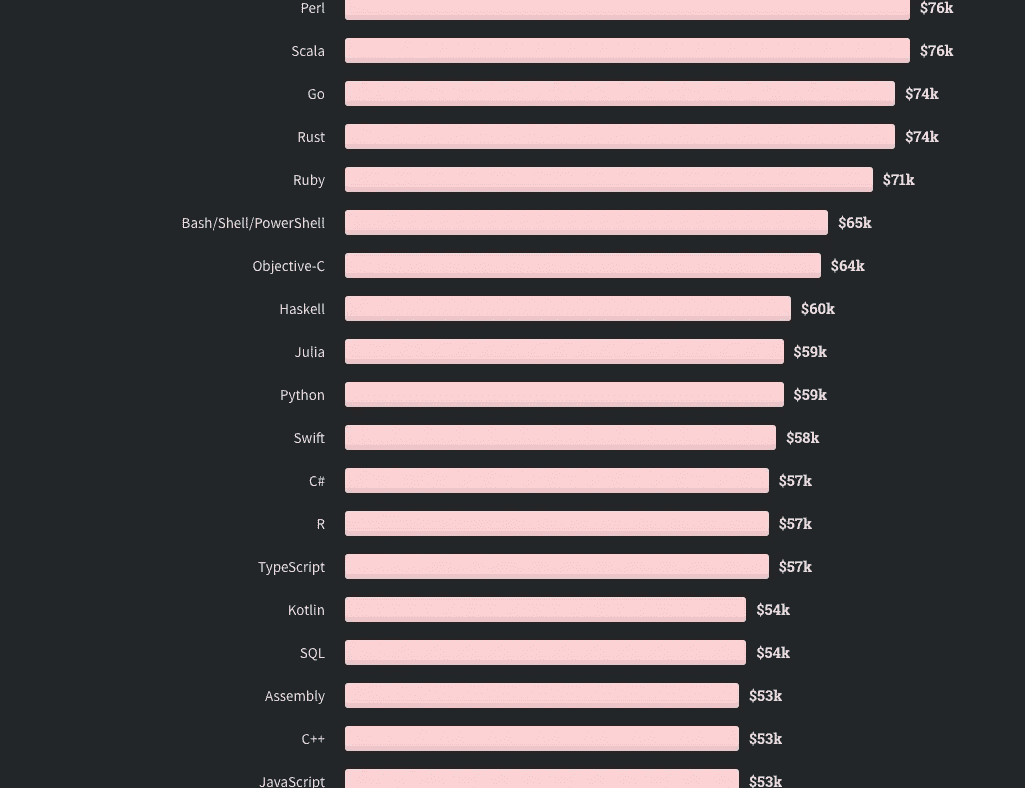 Perl $76k
Scala $76k
Go $74k
Rust $74k
Ruby $71k
Bash/Shell/PowerShell $65k
Objective-C $64k
Haskell $60k
Julia $59k
Python $59k
Swift $58k
C# $57k
R $57k
TypeScript $57k
Kotlin $54k
SQL $54k
Assembly $53k
C++ $53k
JavaScript $53k